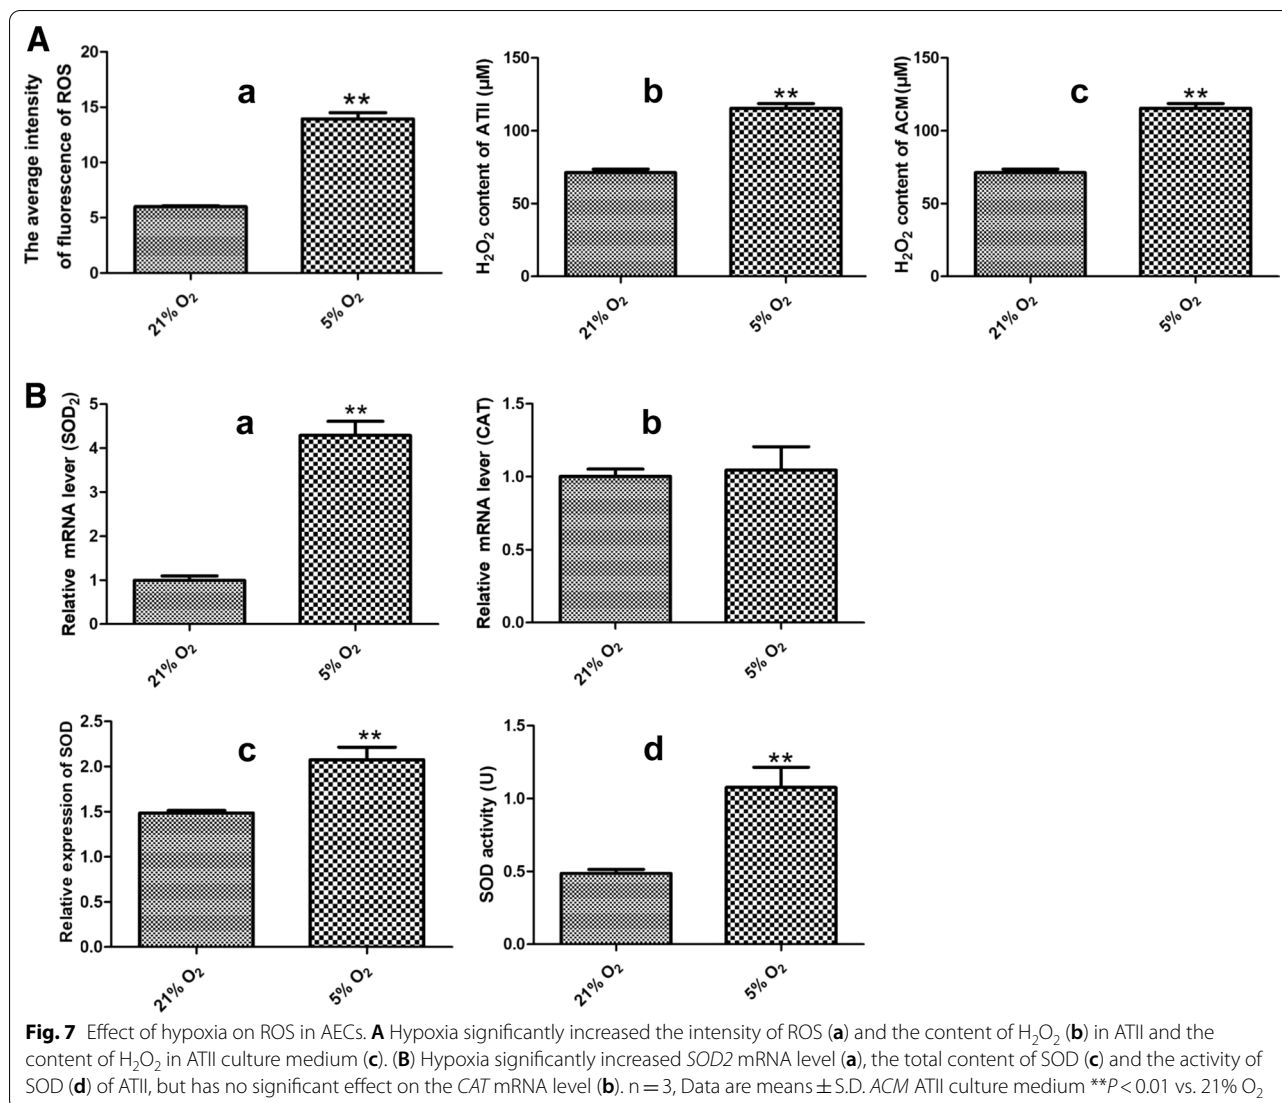 A
The average intensity
of fluorescence of ROS
20
15
10
5
0
a
**
21% O₂
5% O₂
H₂O₂ content of ATII (μM)
150
100
50
0
b
**
21% O₂
5% O₂
H₂O₂ content of ACM (μM)
150
100
50
0
c
**
21% O₂
5% O₂
B
Relative mRNA lever (SOD₂)
5
4
3
2
1
0
a
**
21% O₂
5% O₂
Relative mRNA lever (CAT)
1.5
1.0
0.5
0.0
b
21% O₂
5% O₂
Relative expression of SOD
2.5
2.0
1.5
1.0
0.5
0.0
c
**
21% O₂
5% O₂
SOD activity (U)
1.5
1.0
0.5
0.0
d
**
21% O₂
5% O₂
Fig. 7 Effect of hypoxia on ROS in AECs. A Hypoxia significantly increased the intensity of ROS (a) and the content of H₂O₂ (b) in ATII and the
content of H₂O₂ in ATII culture medium (c). (B) Hypoxia significantly increased SOD2 mRNA level (a), the total content of SOD (c) and the activity of
SOD (d) of ATII, but has no significant effect on the CAT mRNA level (b). n = 3, Data are means ± S.D. ACM ATII culture medium **P < 0.01 vs. 21% O₂